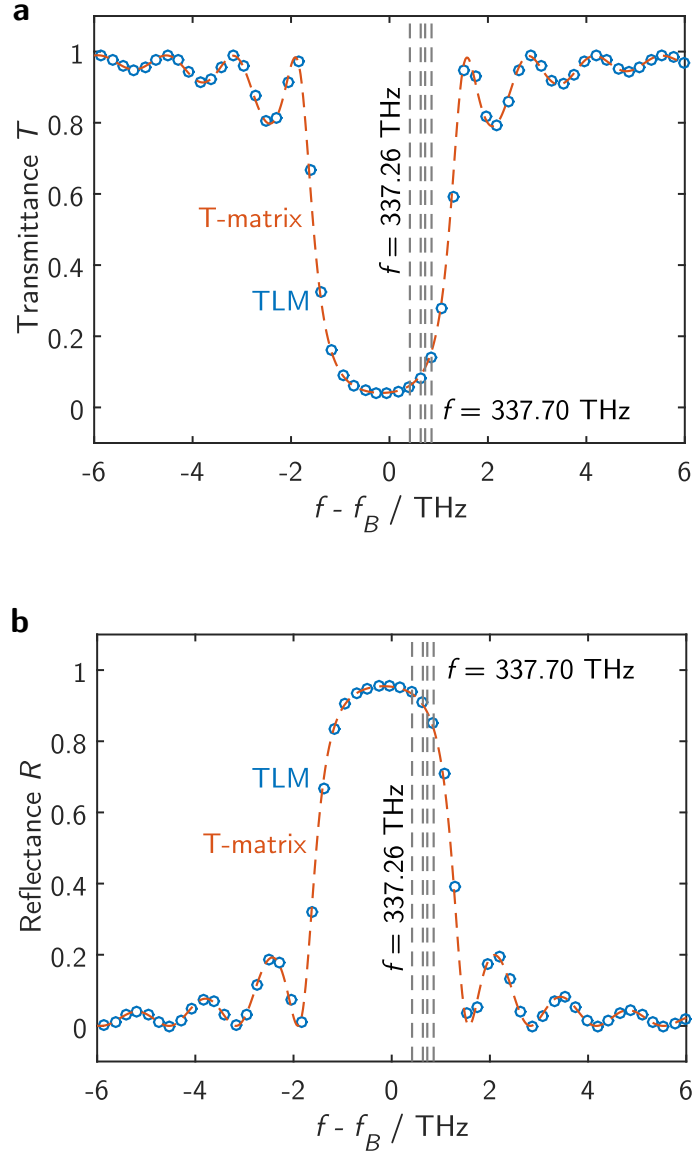 a
Transmittance T
1
0.8
0.6
0.4
0.2
0
T-matrix
TLM
f = 337.26 THz
f = 337.70 THz
-6 -4 -2 0 2 4 6
f - f_B / THz
b
Reflectance R
1
0.8
0.6
0.4
0.2
0
f = 337.70 THz
TLM
T-matrix
f = 337.26 THz
-6 -4 -2 0 2 4 6
f - f_B / THz